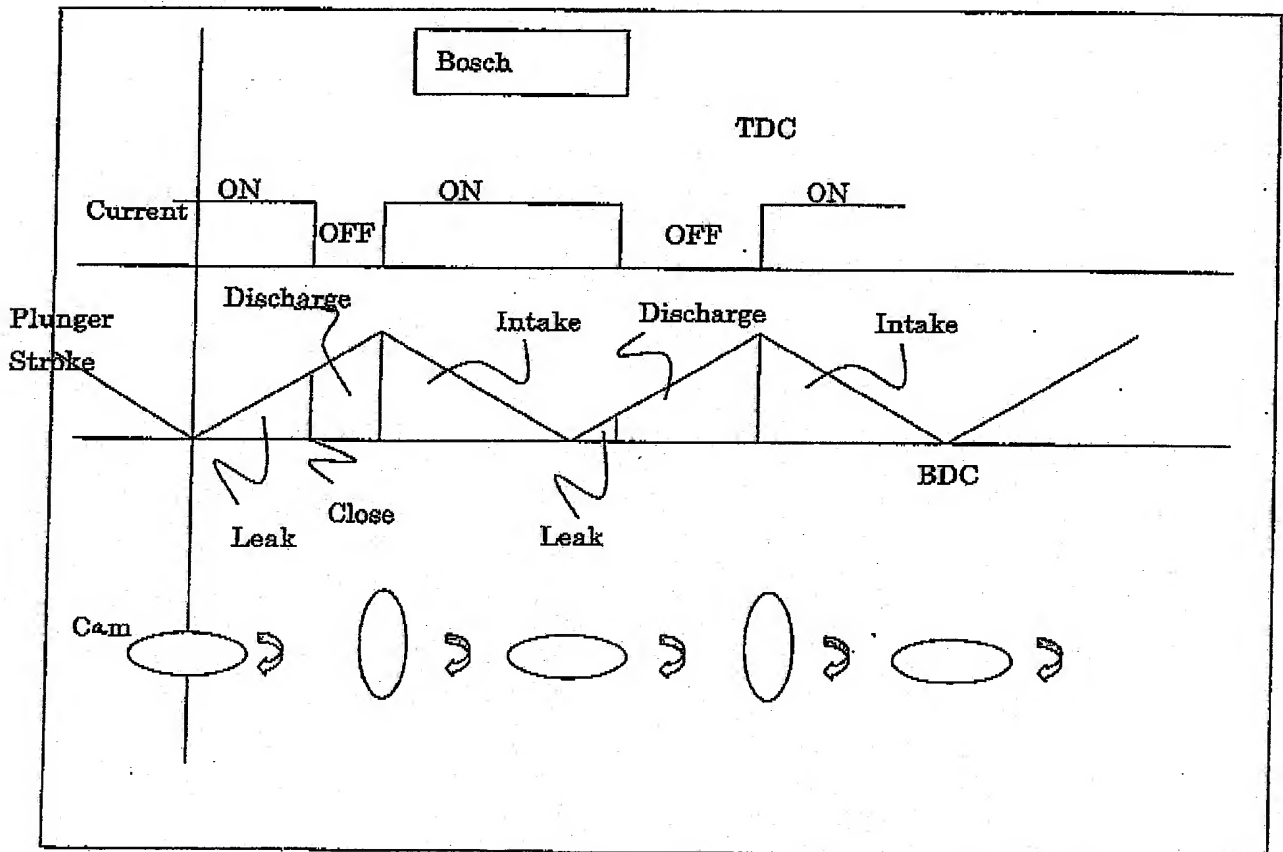 Bosch
TDC
ON
ON
ON
Current
OFF
OFF
Discharge
Plunger
Stroke
Intake
Discharge
Intake
BDC
Close
Leak
Leak
Cam